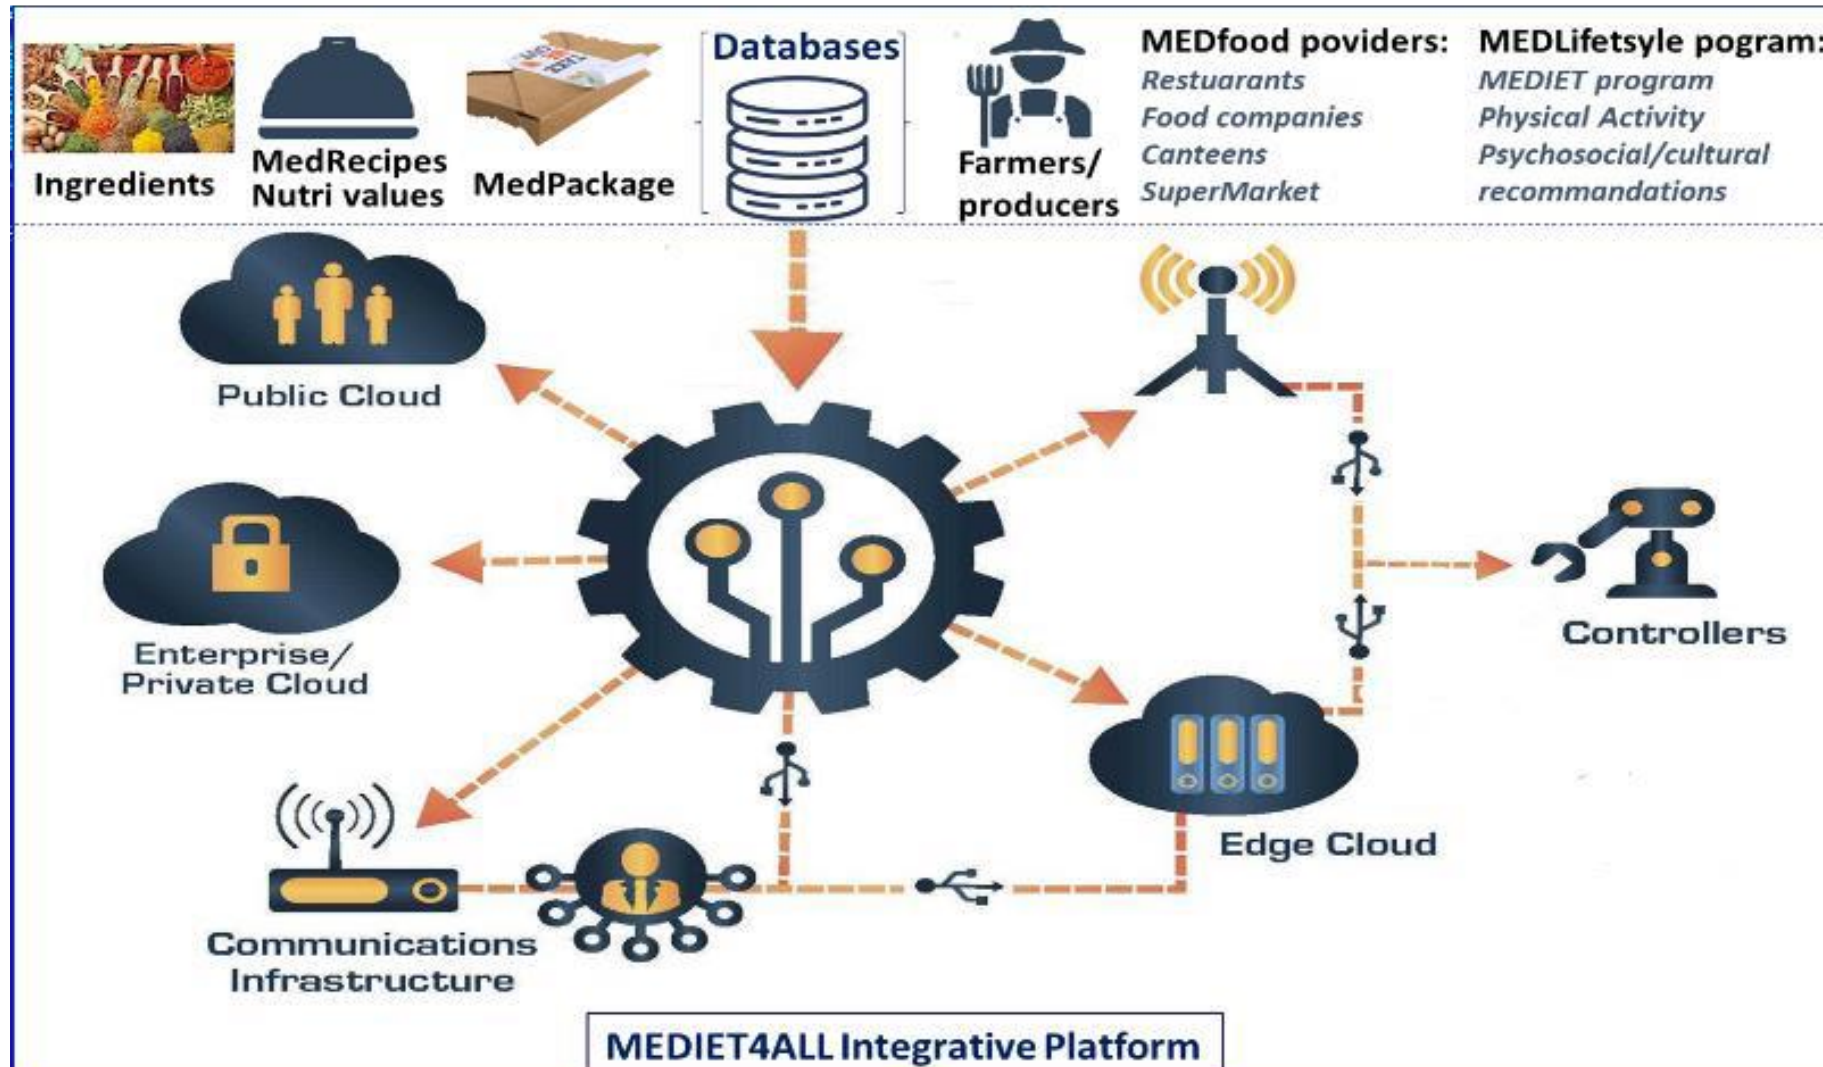 Ingredients
MedRecipes
Nutri values
MedPackage
Databases
Farmers/
producers
MEDfood poviders:
Restuarants
Food companies
Canteens
SuperMarket
MEDLifetsyle pogram:
MEDIET program
Physical Activity
Psychosocial/cultural
recommandations
Public Cloud
Enterprise/
Private Cloud
Controllers
Edge Cloud
Communications
Infrastructure
MEDIET4ALL Integrative Platform